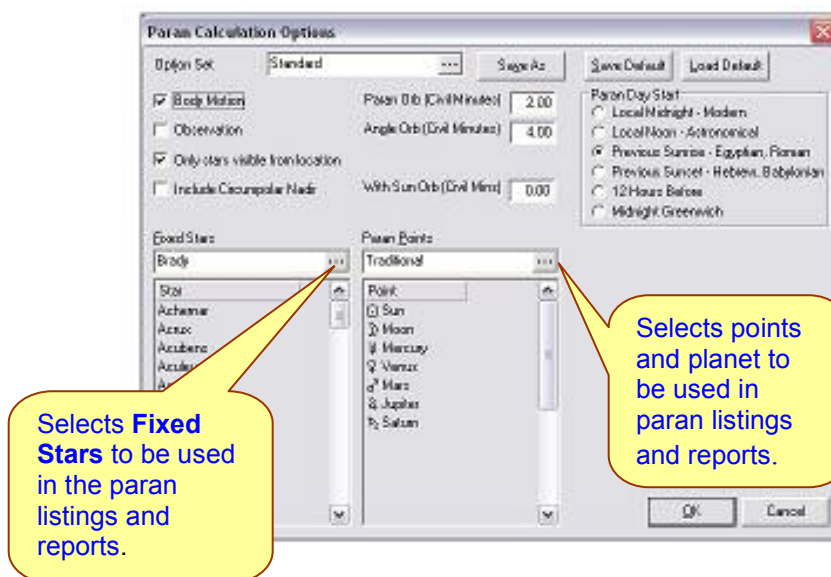 Paran Calculation Options
Option Set Standard ... Save As Save Default Load Default
Body Motion
Observation
Only stars visible from location
Include Circumpolar Nadir
Paran Orb (Civil Minutes) 2.00
Angle Orb (Civil Minutes) 4.00
With Sun Orb (Civil Mins) 0.00
Paran Day Start
Local Midnight - Modern
Local Noon - Astronomical
Previous Sunrise - Egyptian, Roman
Previous Sunset - Hebrew, Babylonian
12 Hours Before
Midnight Greenwich
Fixed Stars
Brady ...
Star
Achernar
Acrux
Acubens
Paran Points
Traditional ...
Point
Sun
Moon
Mercury
Venus
Mars
Jupiter
Saturn
Selects Fixed
Stars to be used
in the paran
listings and
reports.
Selects points
and planet to
be used in
paran listings
and reports.
OK Cancel